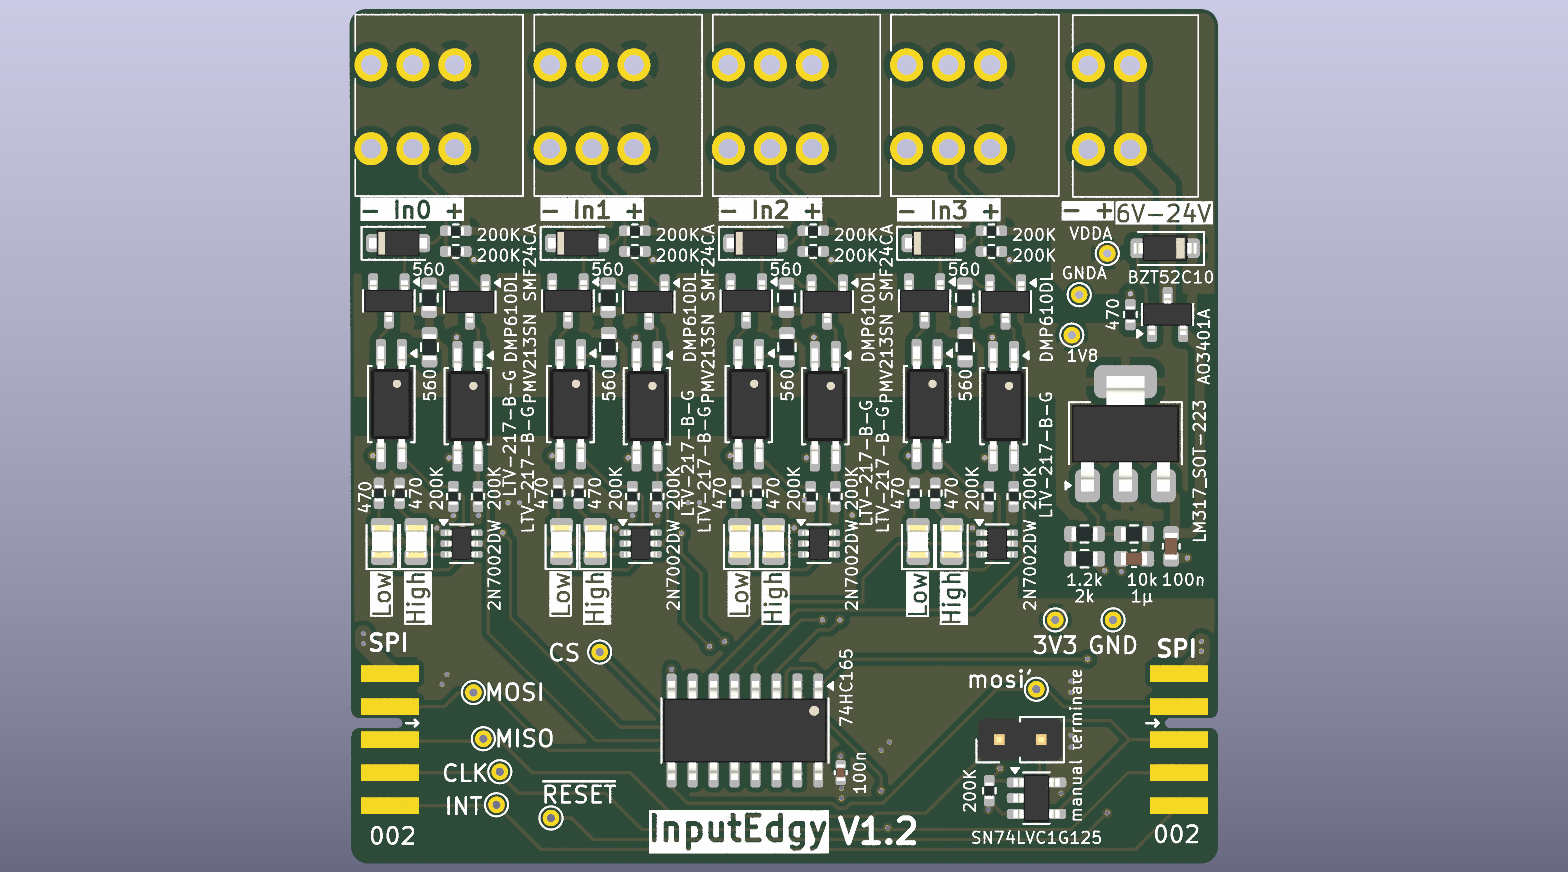 - In0 +
- In1 +
- In2 +
- In3 +
- +
6V-24V
200K
200K
200K
200K
200K
200K
200K
200K
VDDA
GNDA
1V8
BZT52C10
470
AO3401A
560
560
560
560
560
560
560
560
DMP610DL
SMF24CA
PMV213SN
LTV-217-B-G
LTV-217-B-G
DMP610DL
SMF24CA
PMV213SN
LTV-217-B-G
LTV-217-B-G
DMP610DL
SMF24CA
PMV213SN
LTV-217-B-G
LTV-217-B-G
DMP610DL
LTV-217-B-G
LM317_SOT-223
470
470
200K
200K
470
470
200K
200K
470
470
200K
200K
470
470
200K
200K
2N7002DW
2N7002DW
2N7002DW
2N7002DW
Low
High
Low
High
Low
High
Low
High
1.2k
10k
100n
2k
1µ
3V3
GND
SPI
SPI
CS
MOSI
MISO
CLK
INT
RESET
74HC165
100n
mosi´
manual terminate
200K
SN74LVC1G125
002
InputEdgy V1.2
002